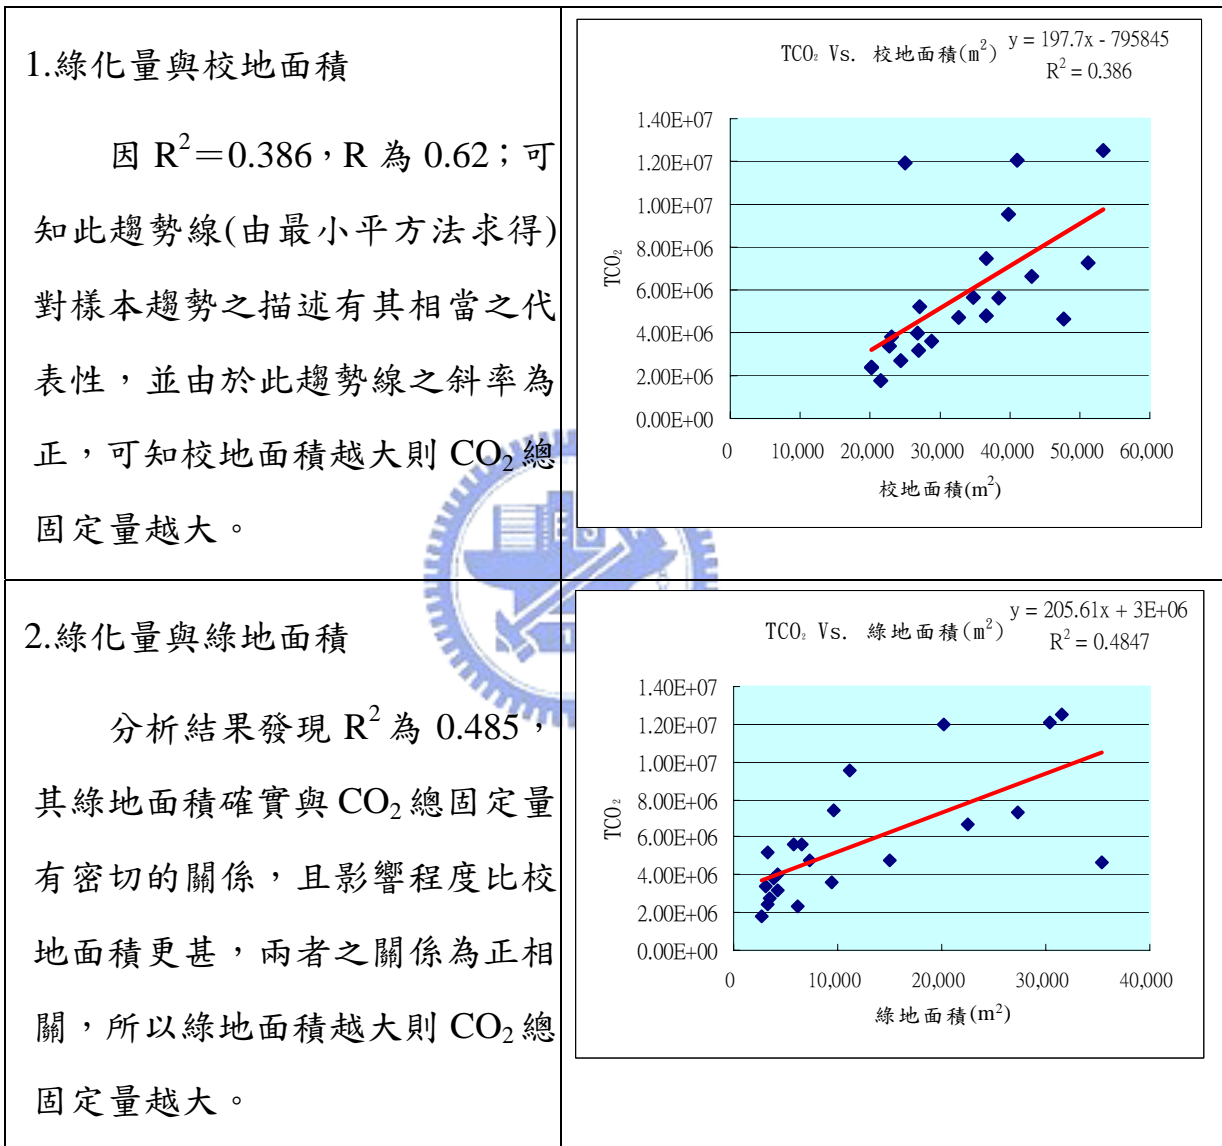 1.綠化量與校地面積
因 R²＝0.386，R 為 0.62；可
知此趨勢線(由最小平方法求得)
對樣本趨勢之描述有其相當之代
表性，並由於此趨勢線之斜率為
正，可知校地面積越大則 CO₂ 總
固定量越大。
TCO₂ Vs. 校地面積(m²)
y = 197.7x - 795845
R² = 0.386
1.40E+07
1.20E+07
1.00E+07
8.00E+06
6.00E+06
4.00E+06
2.00E+06
0.00E+00
TCO₂
0 10,000 20,000 30,000 40,000 50,000 60,000
校地面積(m²)
2.綠化量與綠地面積
分析結果發現 R² 為 0.485，
其綠地面積確實與 CO₂ 總固定量
有密切的關係，且影響程度比校
地面積更甚，兩者之關係為正相
關，所以綠地面積越大則 CO₂ 總
固定量越大。
TCO₂ Vs. 綠地面積(m²)
y = 205.61x + 3E+06
R² = 0.4847
1.40E+07
1.20E+07
1.00E+07
8.00E+06
6.00E+06
4.00E+06
2.00E+06
0.00E+00
TCO₂
0 10,000 20,000 30,000 40,000
綠地面積(m²)